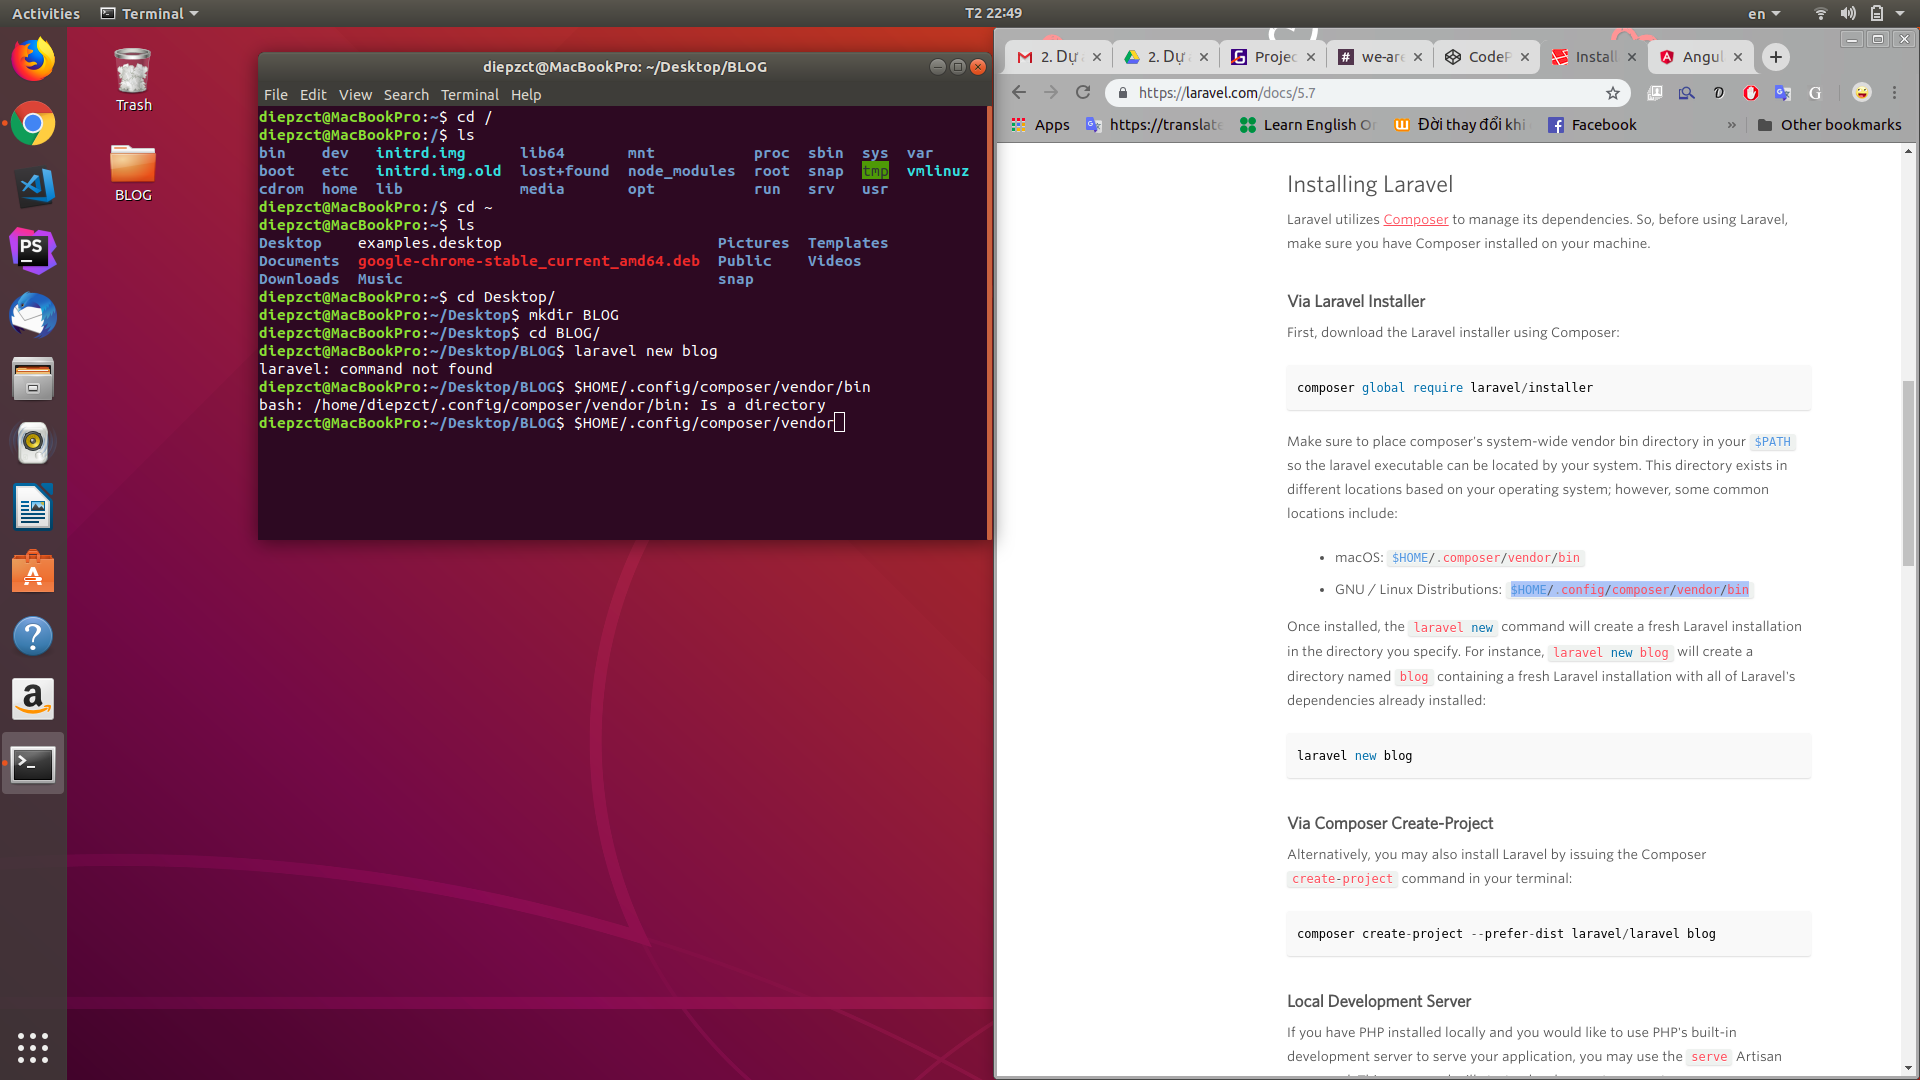 Activities Terminal T2 22:49 en
Trash
BLOG
diepzct@MacBookPro: ~/Desktop/BLOG
File Edit View Search Terminal Help
diepzct@MacBookPro:~$ cd /
diepzct@MacBookPro:/$ ls
bin dev initrd.img lib64 mnt proc sbin sys var
boot etc initrd.img.old lost+found node_modules root snap tmp vmlinuz
cdrom home lib media opt run srv usr
diepzct@MacBookPro:/$ cd ~
diepzct@MacBookPro:~$ ls
Desktop examples.desktop Pictures Templates
Documents google-chrome-stable_current_amd64.deb Public Videos
Downloads Music snap
diepzct@MacBookPro:~$ cd Desktop/
diepzct@MacBookPro:~/Desktop$ mkdir BLOG
diepzct@MacBookPro:~/Desktop$ cd BLOG/
diepzct@MacBookPro:~/Desktop/BLOG$ laravel new blog
laravel: command not found
diepzct@MacBookPro:~/Desktop/BLOG$ $HOME/.config/composer/vendor/bin
bash: /home/diepzct/.config/composer/vendor/bin: Is a directory
diepzct@MacBookPro:~/Desktop/BLOG$ $HOME/.config/composer/vendor
2. Dự 2. Dự Projec we-are CodeP Install Angul
https://laravel.com/docs/5.7
Apps https://translate Learn English O Đời thay đổi khi Facebook » Other bookmarks
Installing Laravel
Laravel utilizes Composer to manage its dependencies. So, before using Laravel,
make sure you have Composer installed on your machine.
Via Laravel Installer
First, download the Laravel installer using Composer:
composer global require laravel/installer
Make sure to place composer's system-wide vendor bin directory in your $PATH
so the laravel executable can be located by your system. This directory exists in
different locations based on your operating system; however, some common
locations include:
• macOS: $HOME/.composer/vendor/bin
• GNU / Linux Distributions: $HOME/.config/composer/vendor/bin
Once installed, the laravel new command will create a fresh Laravel installation
in the directory you specify. For instance, laravel new blog will create a
directory named blog containing a fresh Laravel installation with all of Laravel's
dependencies already installed:
laravel new blog
Via Composer Create-Project
Alternatively, you may also install Laravel by issuing the Composer
create-project command in your terminal:
composer create-project --prefer-dist laravel/laravel blog
Local Development Server
If you have PHP installed locally and you would like to use PHP's built-in
development server to serve your application, you may use the serve Artisan